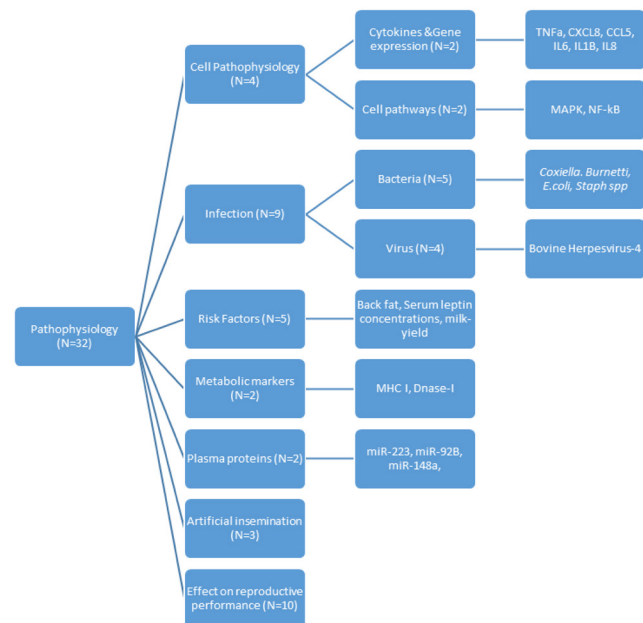 Pathophysiology
(N=32)
Cell Pathophysiology
(N=4)
Cytokines &Gene
expression (N=2)
TNFa, CXCL8, CCL5,
IL6, IL1B, IL8
Cell pathways (N=2)
MAPK, NF-kB
Infection (N=9)
Bacteria (N=5)
Coxiella. Burnetti,
E.coli, Staph spp
Virus (N=4)
Bovine Herpesvirus-4
Risk Factors (N=5)
Back fat, Serum leptin
concentrations, milk-
yield
Metabolic markers
(N=2)
MHC I, Dnase-I
Plasma proteins (N=2)
miR-223, miR-92B,
miR-148a,
Artificial insemination
(N=3)
Effect on reproductive
performance (N=10)